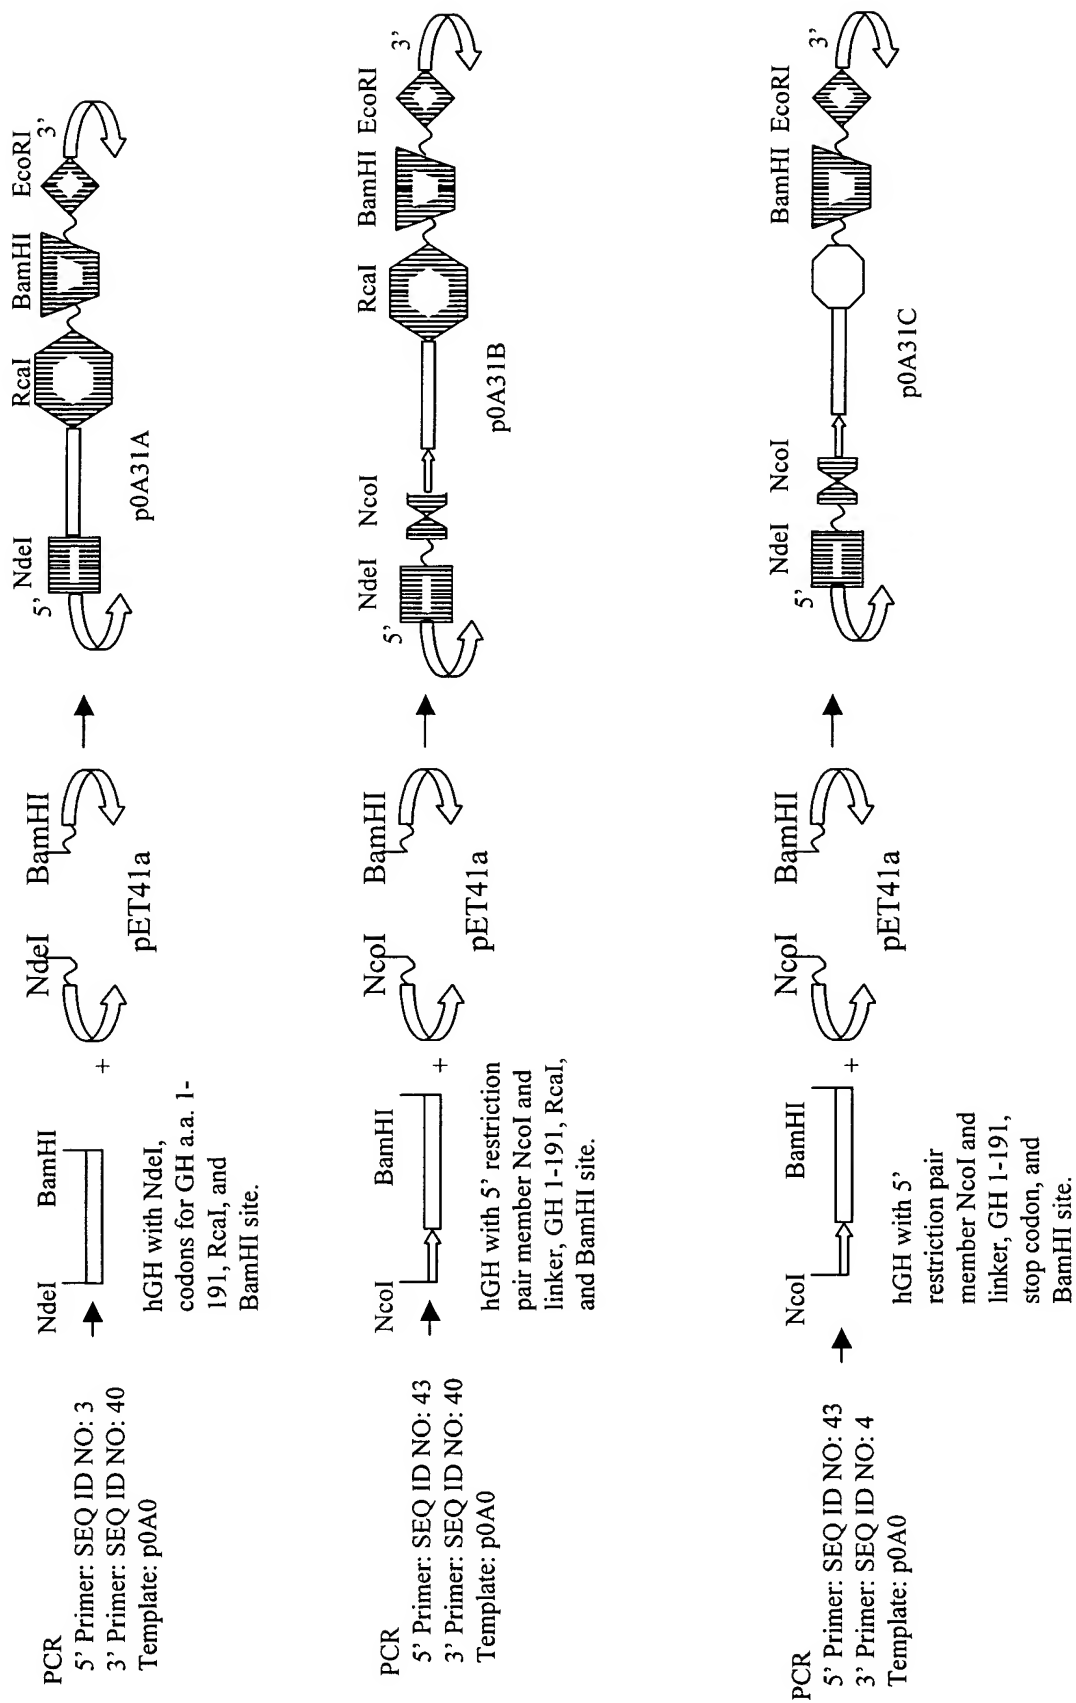 PCR
5’ Primer: SEQ ID NO: 3
3’ Primer: SEQ ID NO: 40
Template: p0A0
NdeI
BamHI
hGH with NdeI,
codons for GH a.a. 1-
191, RcaI, and
BamHI site.
+
NdeI
BamHI
pET41a
5’
NdeI
RcaI
BamHI
EcoRI
3’
p0A31A
PCR
5’ Primer: SEQ ID NO: 43
3’ Primer: SEQ ID NO: 40
Template: p0A0
NcoI
BamHI
hGH with 5’ restriction
pair member NcoI and
linker, GH 1-191, RcaI,
and BamHI site.
+
NcoI
BamHI
pET41a
5’
NdeI
NcoI
RcaI
BamHI
EcoRI
3’
p0A31B
PCR
5’ Primer: SEQ ID NO: 43
3’ Primer: SEQ ID NO: 4
Template: p0A0
NcoI
BamHI
hGH with 5’
restriction pair
member NcoI and
linker, GH 1-191,
stop codon, and
BamHI site.
+
NcoI
BamHI
pET41a
5’
NdeI
NcoI
BamHI
EcoRI
3’
p0A31C